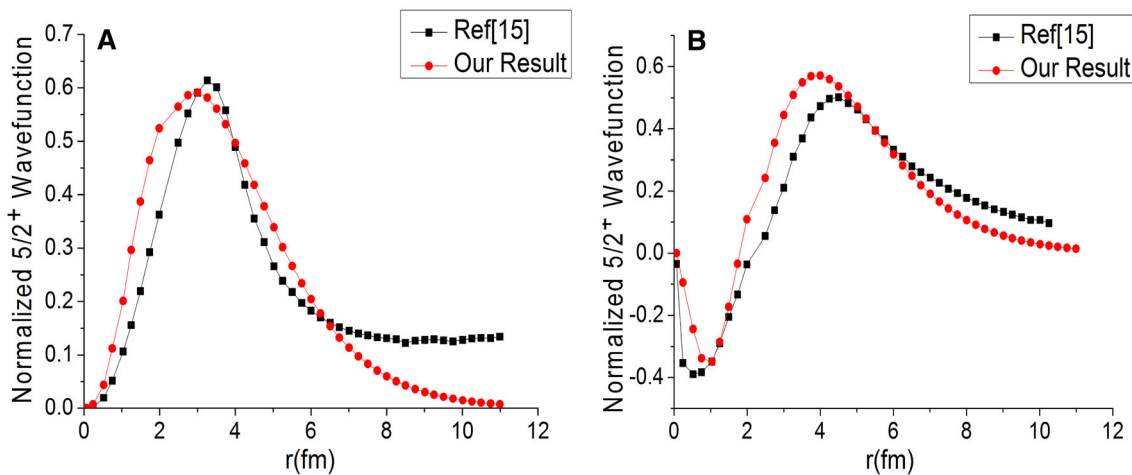 A
Ref[15]
Our Result
Normalized 5/2⁺ Wavefunction
0.7
0.6
0.5
0.4
0.3
0.2
0.1
0.0
0
2
4
6
8
10
12
r(fm)
B
Ref[15]
Our Result
Normalized 5/2⁺ Wavefunction
0.6
0.4
0.2
0.0
-0.2
-0.4
0
2
4
6
8
10
12
r(fm)